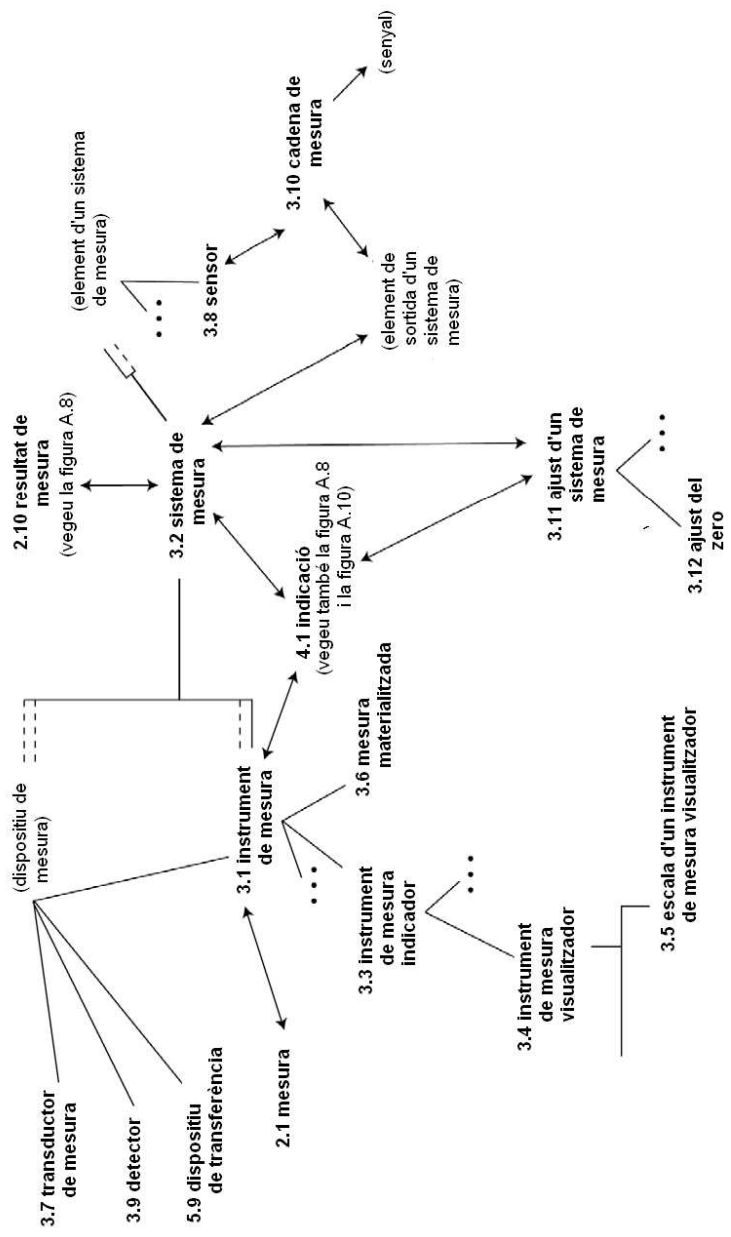 (dispositiu de
mesura)
3.7 transductor
de mesura
3.9 detector
5.9 dispositiu
de transferència
2.1 mesura
3.1 instrument
de mesura
3.6 mesura
materialitzada
3.3 instrument
de mesura
indicador
3.4 instrument
de mesura
visualitzador
3.5 escala d'un instrument
de mesura visualitzador
2.10 resultat de
mesura
(vegeu la figura A.8)
3.2 sistema de
mesura
4.1 indicació
(vegeu també la figura A.8
i la figura A.10)
3.11 ajust d'un
sistema de
mesura
3.12 ajust del
zero
(element d'un sistema
de mesura)
3.8 sensor
3.10 cadena de
mesura
(senyal)
(element de
sortida d'un
sistema de
mesura)